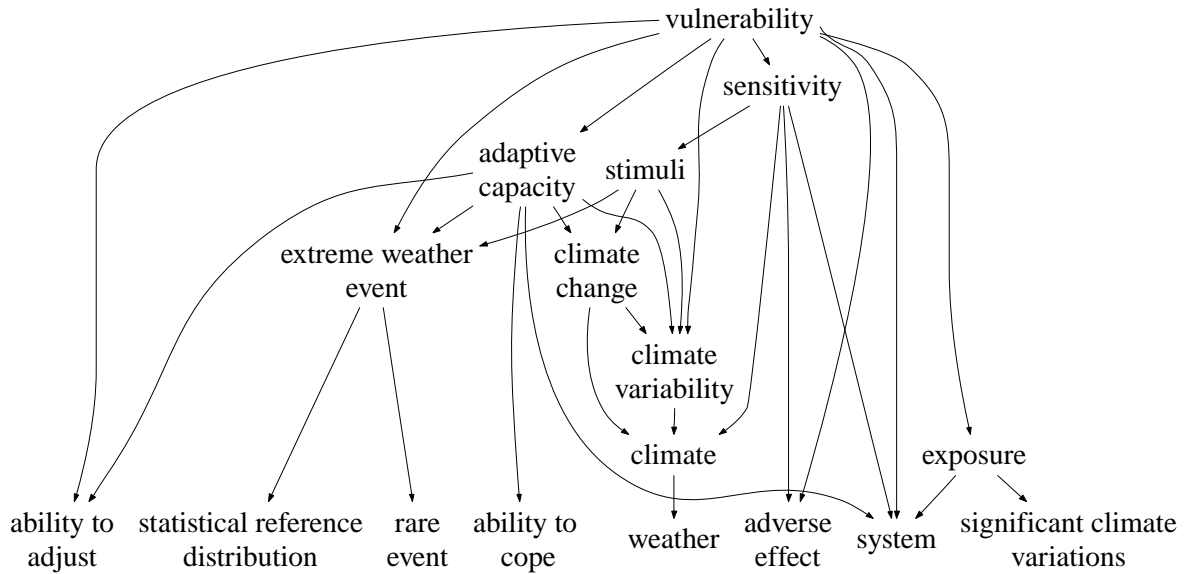 vulnerability
sensitivity
adaptive
capacity
stimuli
extreme weather
event
climate
change
climate
variability
climate
exposure
ability to
adjust
statistical reference
distribution
rare
event
ability to
cope
weather
adverse
effect
system
significant climate
variations